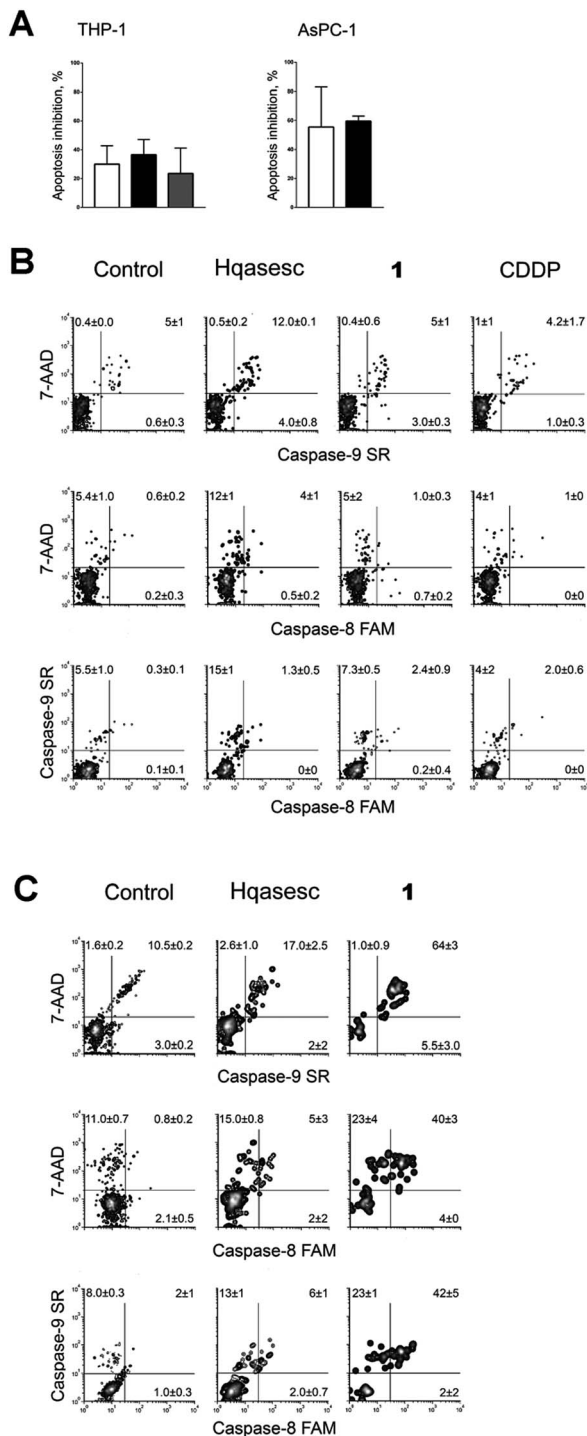 A
THP-1
AsPC-1
Apoptosis inhibition, %
100
80
60
40
20
0
Apoptosis inhibition, %
100
80
60
40
20
0
B
Control
Hqasesc
1
CDDP
7-AAD
0.4±0.0 5±1
0.6±0.3
0.5±0.2 12.0±0.1
4.0±0.8
0.4±0.6 5±1
3.0±0.3
1±1 4.2±1.7
1.0±0.3
Caspase-9 SR
7-AAD
5.4±1.0 0.6±0.2
0.2±0.3
12±1 4±1
0.5±0.2
5±2 1.0±0.3
0.7±0.2
4±1 1±0
0±0
Caspase-8 FAM
Caspase-9 SR
5.5±1.0 0.3±0.1
0.1±0.1
15±1 1.3±0.5
0±0
7.3±0.5 2.4±0.9
0.2±0.4
4±2 2.0±0.6
0±0
Caspase-8 FAM
C
Control
Hqasesc
1
7-AAD
1.6±0.2 10.5±0.2
3.0±0.2
2.6±1.0 17.0±2.5
2±2
1.0±0.9 64±3
5.5±3.0
Caspase-9 SR
7-AAD
11.0±0.7 0.8±0.2
2.1±0.5
15.0±0.8 5±3
2±2
23±4 40±3
4±0
Caspase-8 FAM
Caspase-9 SR
8.0±0.3 2±1
1.0±0.3
13±1 6±1
2.0±0.7
23±1 42±5
2±2
Caspase-8 FAM